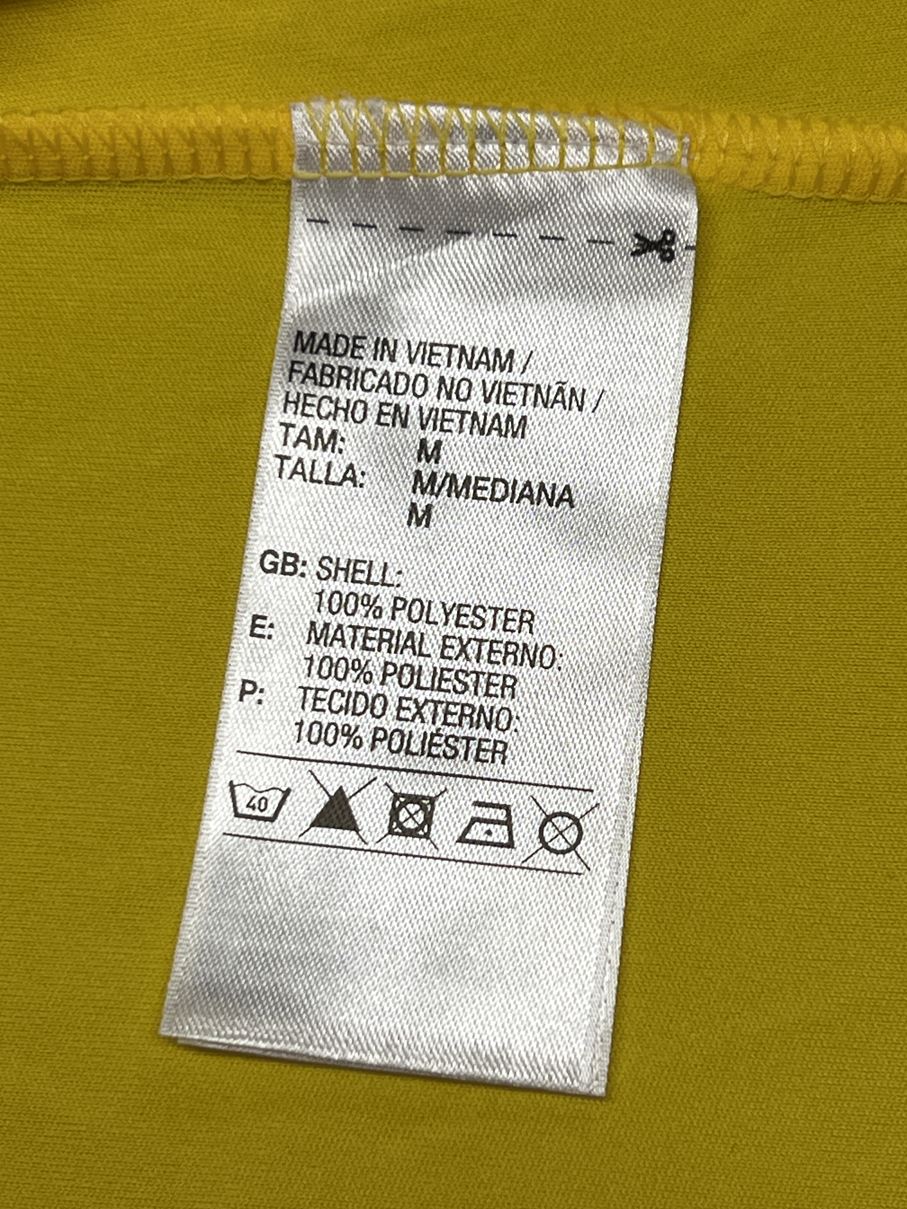 MADE IN VIETNAM /
FABRICADO NO VIETNÃN /
HECHO EN VIETNAM
TAM: M
TALLA: M/MEDIANA
M
GB: SHELL:
100% POLYESTER
E: MATERIAL EXTERNO:
100% POLIESTER
P: TECIDO EXTERNO:
100% POLIÉSTER
40